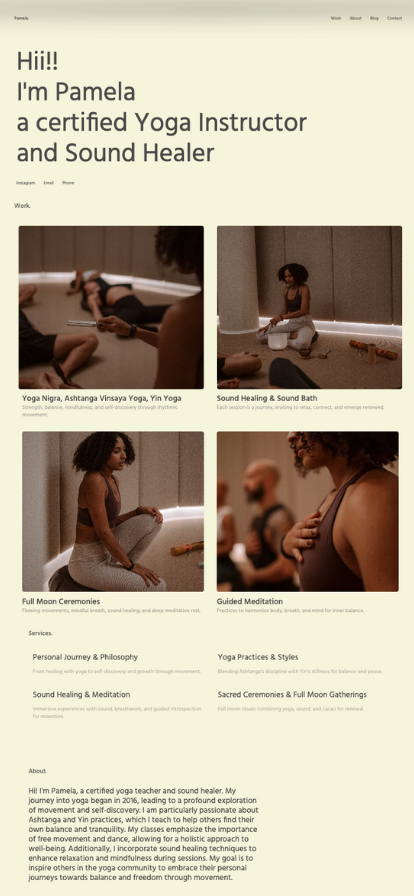 Pamela.
Work About Blog Contact
Hii!!
I'm Pamela
a certified Yoga Instructor
and Sound Healer
Instagram Email Phone
Work.
Yoga Nigra, Ashtanga Vinsaya Yoga, Yin Yoga
Strength, balance, mindfulness, and self-discovery through rhythmic
movement.
Sound Healing & Sound Bath
Each session is a journey, inviting to relax, connect, and emerge renewed.
Full Moon Ceremonies
Flowing movements, mindful breath, sound healing, and deep meditative rest.
Guided Meditation
Practices to harmonize body, breath, and mind for inner balance.
Services.
Personal Journey & Philosophy
From healing with yoga to self-discovery and growth through movement.
Yoga Practices & Styles
Blending Ashtanga's discipline with Yin's stillness for balance and peace.
Sound Healing & Meditation
Immersive experiences with sound, breathwork, and guided introspection
for relaxation.
Sacred Ceremonies & Full Moon Gatherings
Full moon rituals combining yoga, sound, and cacao for renewal.
About.
Hi! I'm Pamela, a certified yoga teacher and sound healer. My
journey into yoga began in 2016, leading to a profound exploration
of movement and self-discovery. I am particularly passionate about
Ashtanga and Yin practices, which I teach to help others find their
own balance and tranquility. My classes emphasize the importance
of free movement and dance, allowing for a holistic approach to
well-being. Additionally, I incorporate sound healing techniques to
enhance relaxation and mindfulness during sessions. My goal is to
inspire others in the yoga community to embrace their personal
journeys towards balance and freedom through movement.